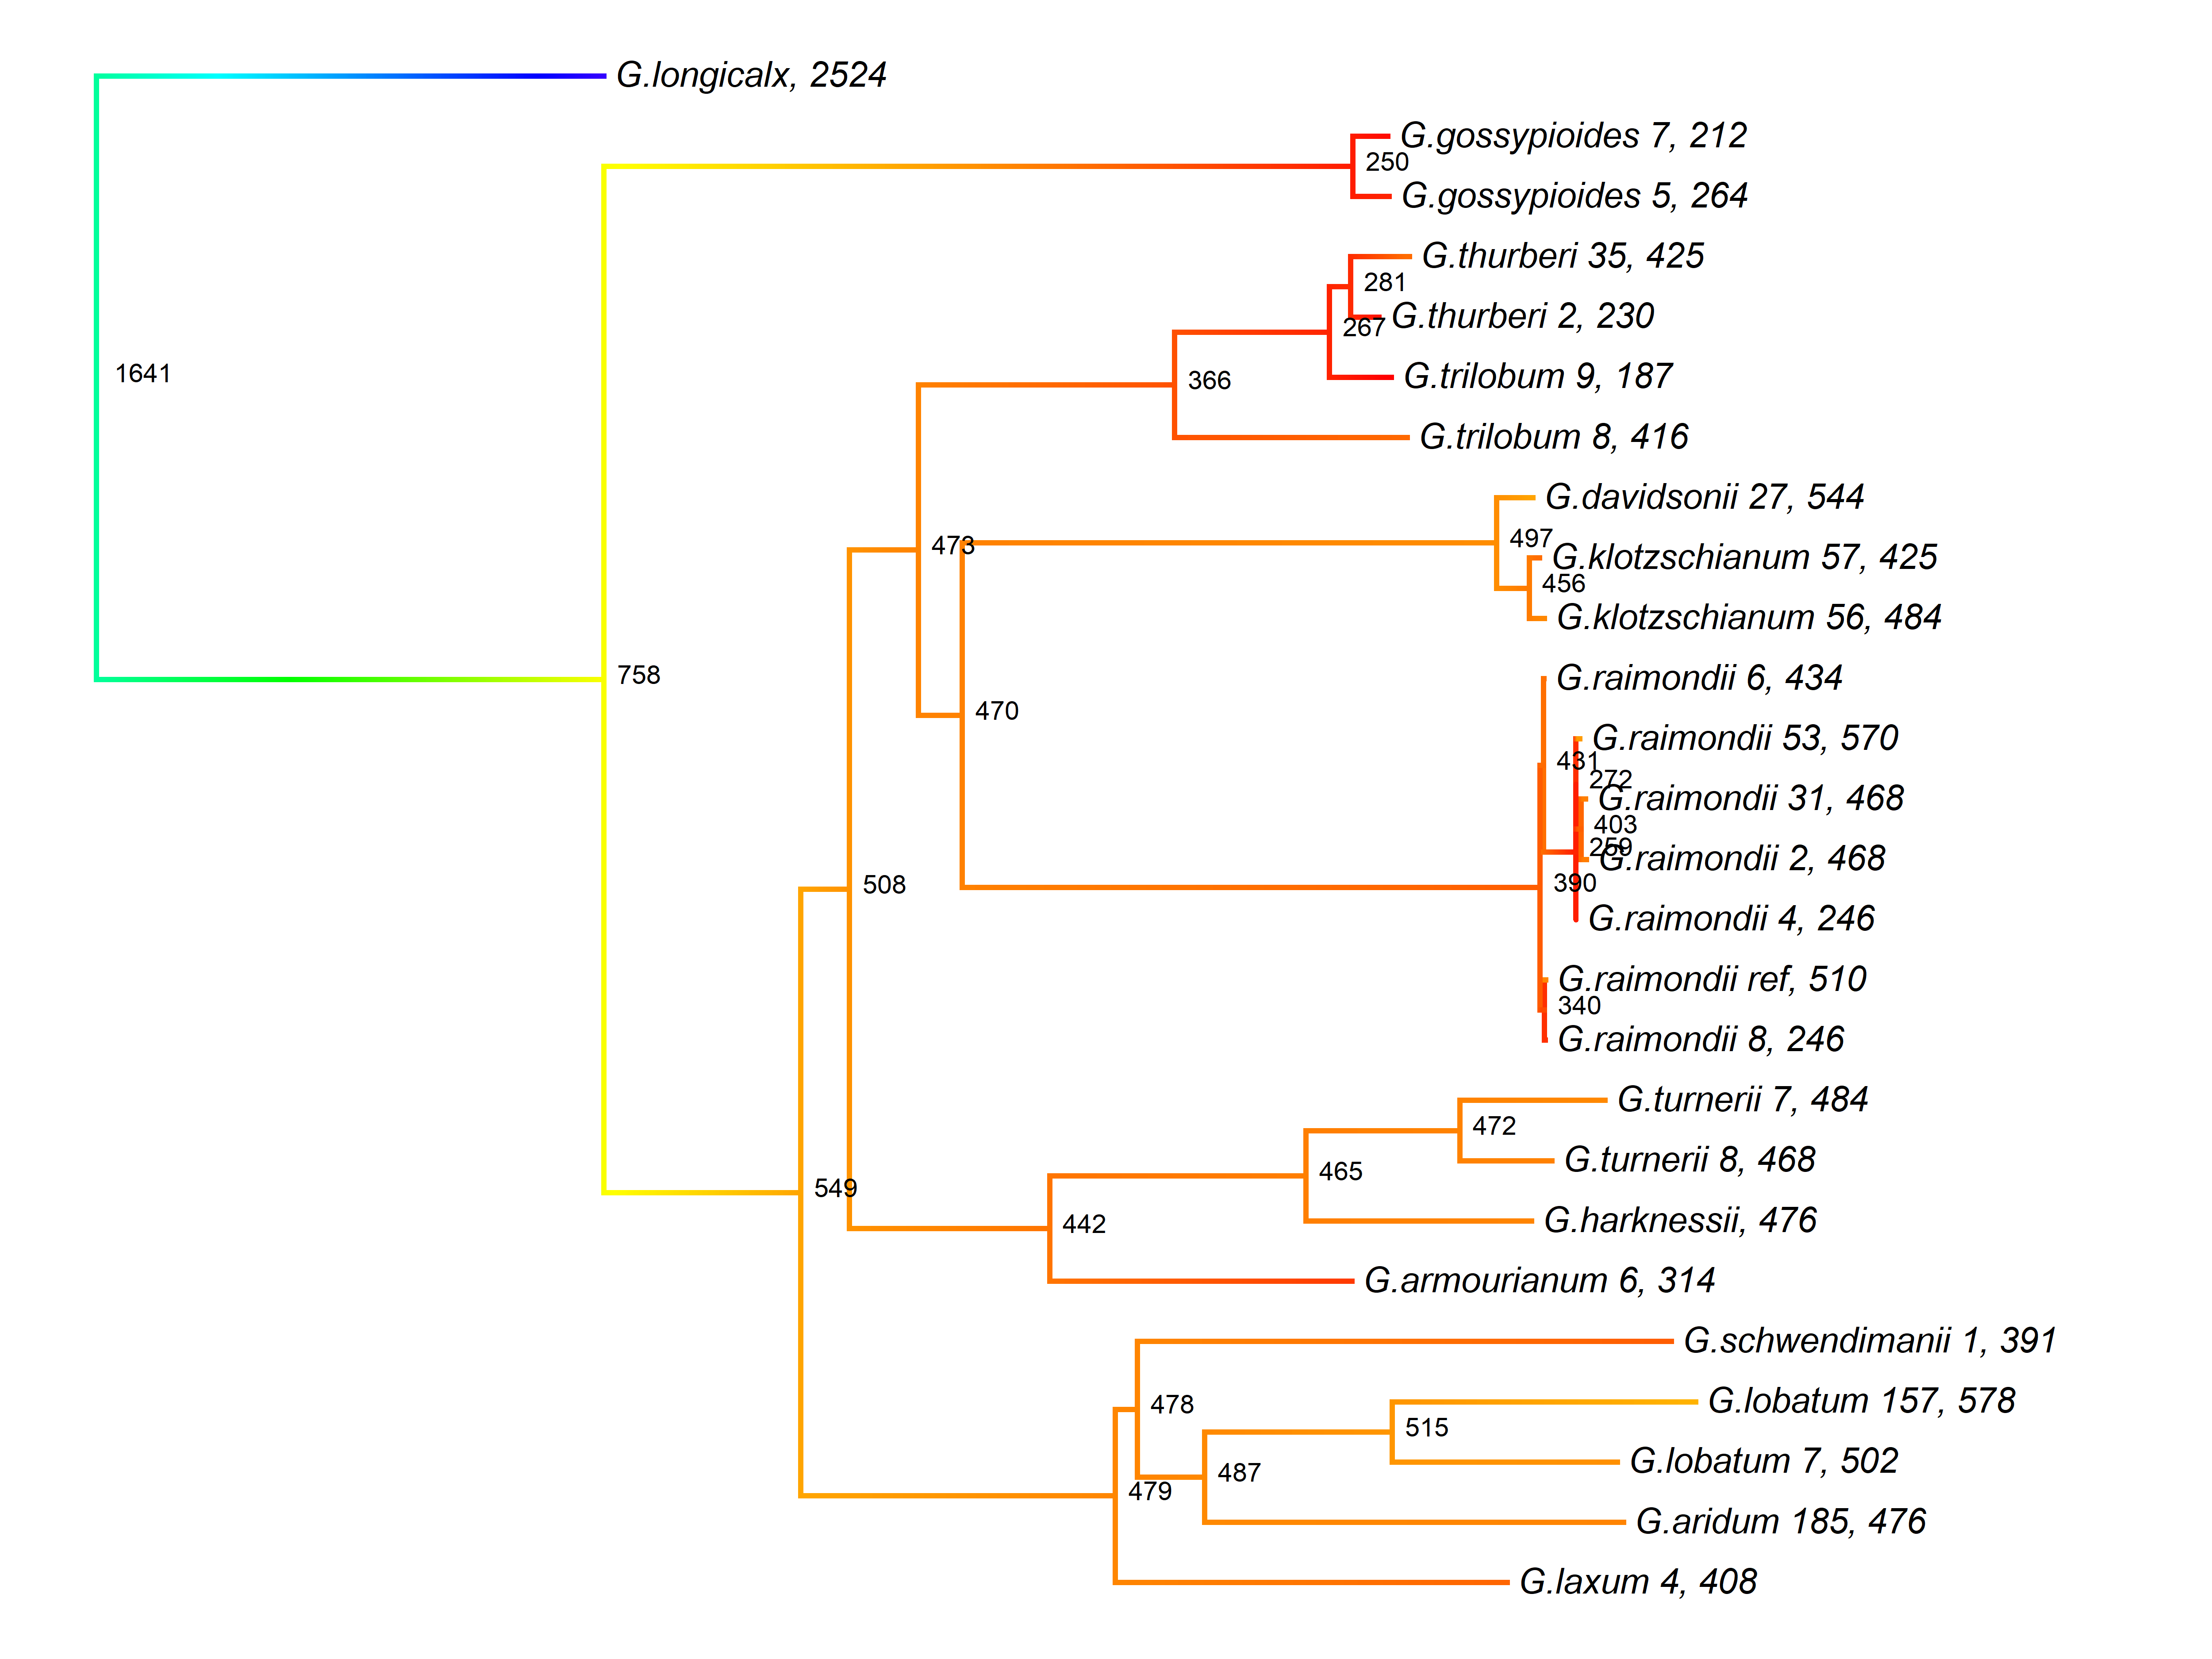 G.longicalx, 2524
G.gossypioides 7, 212
250
G.gossypioides 5, 264
G.thurberi 35, 425
281
G.thurberi 2, 230
267
G.trilobum 9, 187
1641
366
G.trilobum 8, 416
G.davidsonii 27, 544
497
473
G.klotzschianum 57, 425
456
G.klotzschianum 56, 484
758
G.raimondii 6, 434
470
G.raimondii 53, 570
431
272
G.raimondii 31, 468
403
259
G.raimondii 2, 468
508
390
G.raimondii 4, 246
G.raimondii ref, 510
340
G.raimondii 8, 246
G.turnerii 7, 484
472
G.turnerii 8, 468
465
549
G.harknessii, 476
442
G.armourianum 6, 314
G.schwendimanii 1, 391
478
G.lobatum 157, 578
515
G.lobatum 7, 502
487
479
G.aridum 185, 476
G.laxum 4, 408